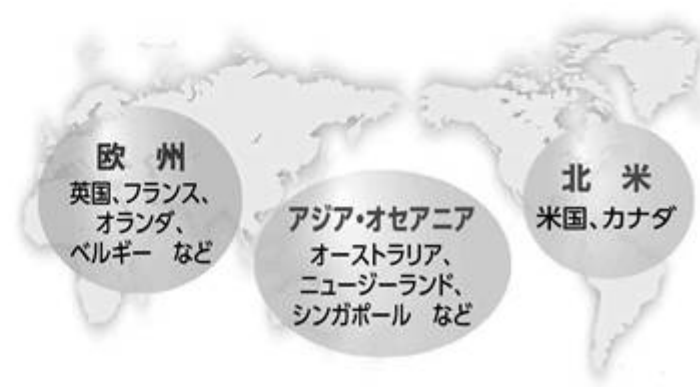 欧　州
英国、フランス、
オランダ、
ベルギー　など
アジア・オセアニア
オーストラリア、
ニュージーランド、
シンガポール　など
北　米
米国、カナダ